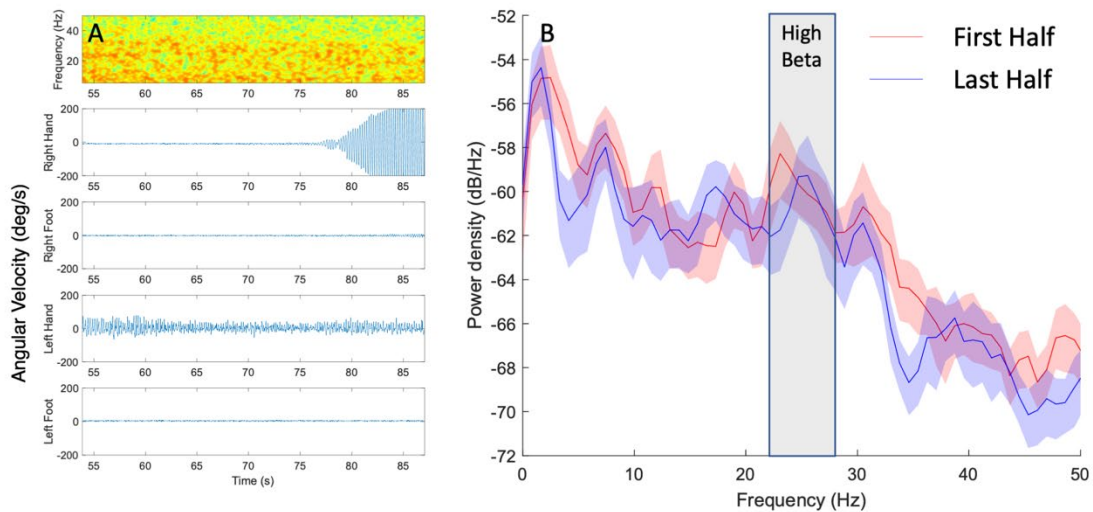 A
Frequency (Hz)
40
20
55 60 65 70 75 80 85
Angular Velocity (deg/s)
Right Hand
200
0
-200
55 60 65 70 75 80 85
Right Foot
200
0
-200
55 60 65 70 75 80 85
Left Hand
200
0
-200
55 60 65 70 75 80 85
Left Foot
200
0
-200
55 60 65 70 75 80 85
Time (s)
B
High
Beta
First Half
Last Half
Power density (dB/Hz)
-52
-54
-56
-58
-60
-62
-64
-66
-68
-70
-72
0 10 20 30 40 50
Frequency (Hz)